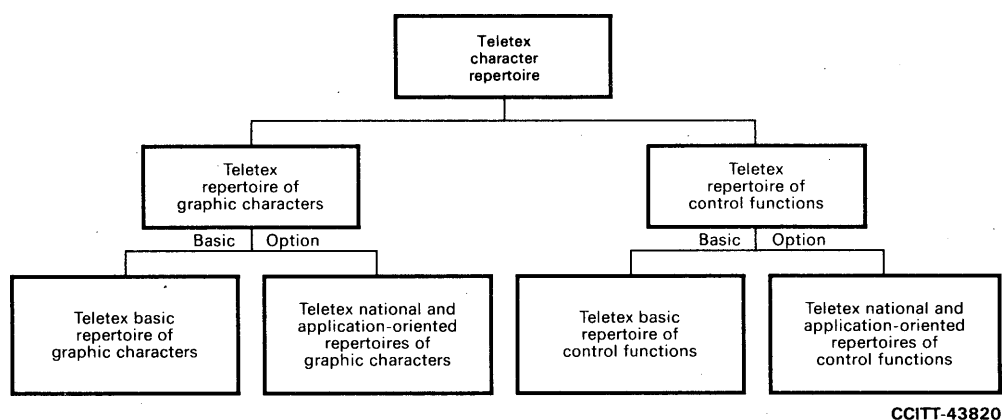 Teletex
character
repertoire
Teletex
repertoire of
graphic characters
Teletex
repertoire of
control functions
Basic Option
Basic Option
Teletex basic
repertoire of
graphic characters
Teletex national and
application-oriented
repertoires of
graphic characters
Teletex basic
repertoire of
control functions
Teletex national and
application-oriented
repertoires of
control functions
CCITT-43820